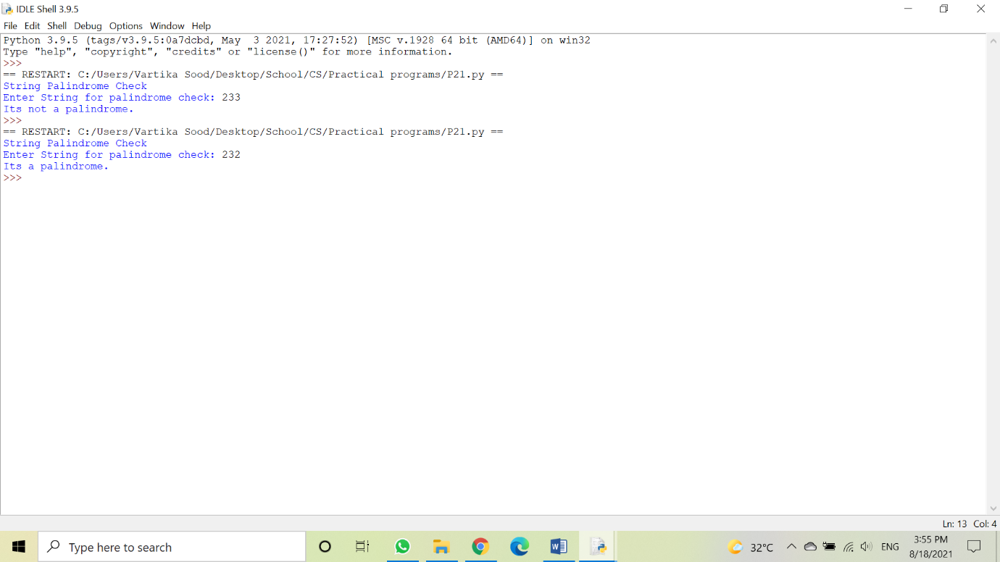 IDLE Shell 3.9.5
File Edit Shell Debug Options Window Help
Python 3.9.5 (tags/v3.9.5:0a7dcbd, May  3 2021, 17:27:52) [MSC v.1928 64 bit (AMD64)] on win32
Type "help", "copyright", "credits" or "license()" for more information.
>>>
== RESTART: C:/Users/Vartika Sood/Desktop/School/CS/Practical programs/P21.py ==
String Palindrome Check
Enter String for palindrome check: 233
Its not a palindrome.
>>>
== RESTART: C:/Users/Vartika Sood/Desktop/School/CS/Practical programs/P21.py ==
String Palindrome Check
Enter String for palindrome check: 232
Its a palindrome.
>>>
Ln: 13 Col: 4
Type here to search
32°C
ENG
3:55 PM
8/18/2021